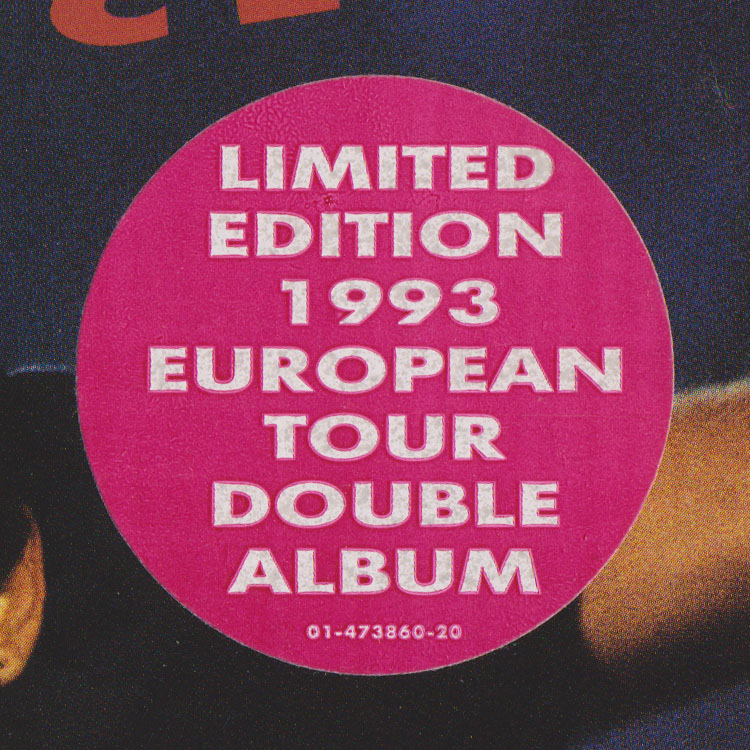 LIMITED
EDITION
1993
EUROPEAN
TOUR
DOUBLE
ALBUM
01-473860-20